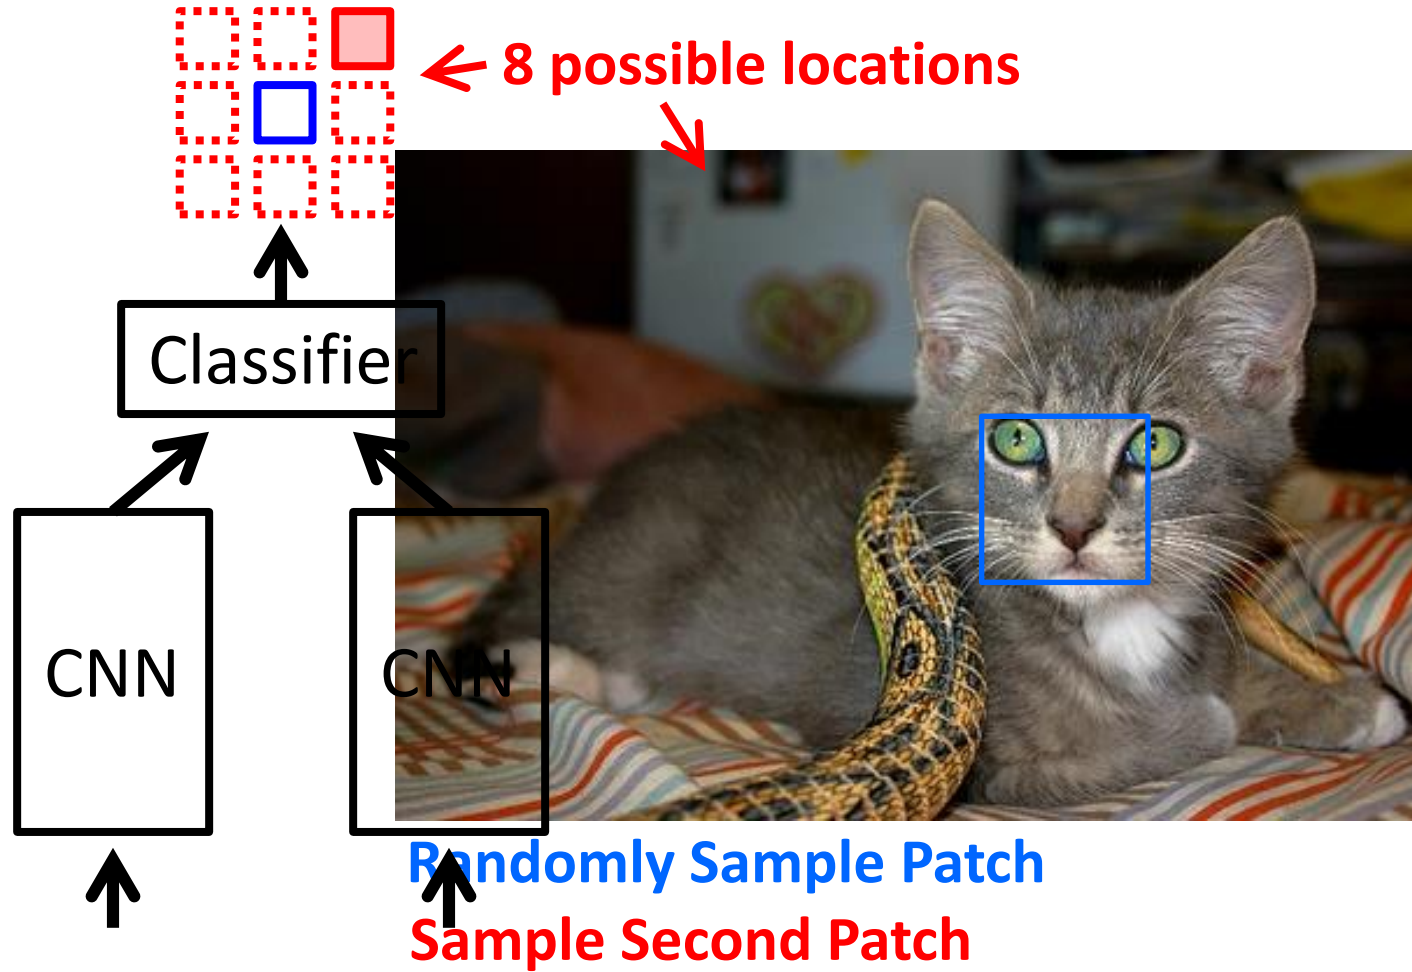 8 possible locations
Classifier
CNN
CNN
Randomly Sample Patch
Sample Second Patch